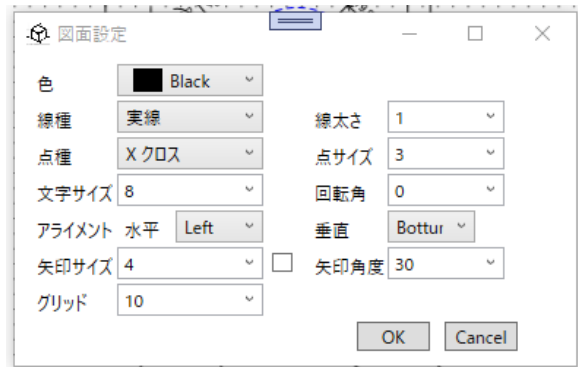 図面設定
色 Black
線種 実線 線太さ 1
点種 X クロス 点サイズ 3
文字サイズ 8 回転角 0
アライメント 水平 Left 垂直 Bottur
矢印サイズ 4 矢印角度 30
グリッド 10
OK Cancel